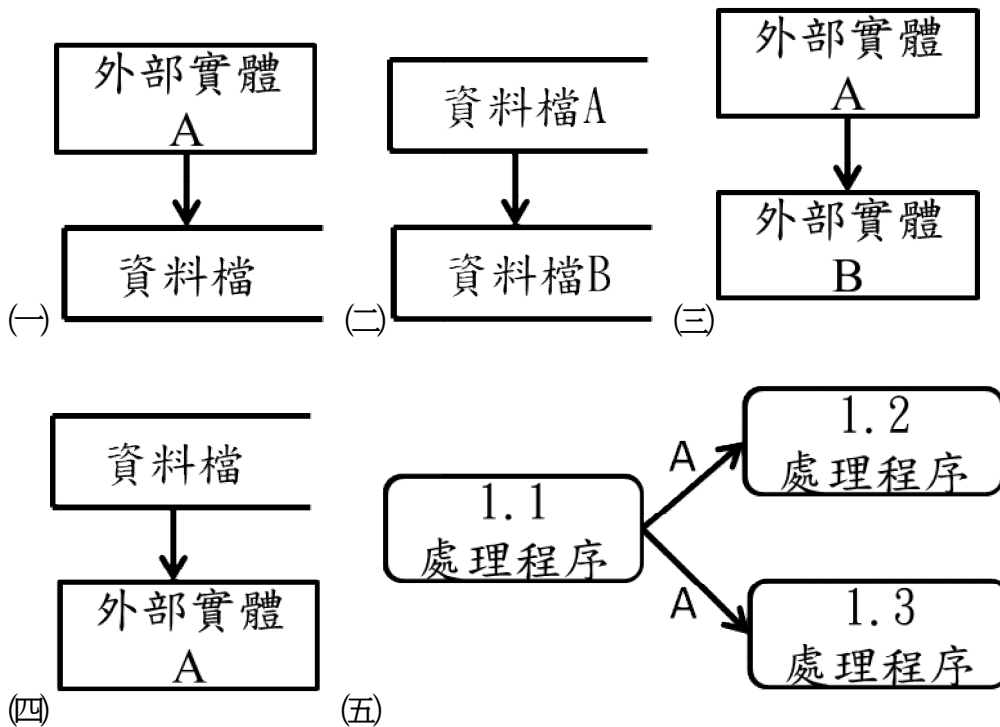 外部實體
A
資料檔
㈠
資料檔A
資料檔B
㈡
外部實體
A
外部實體
B
㈢
資料檔
外部實體
A
㈣
1.1
處理程序
A
1.2
處理程序
A
1.3
處理程序
㈤